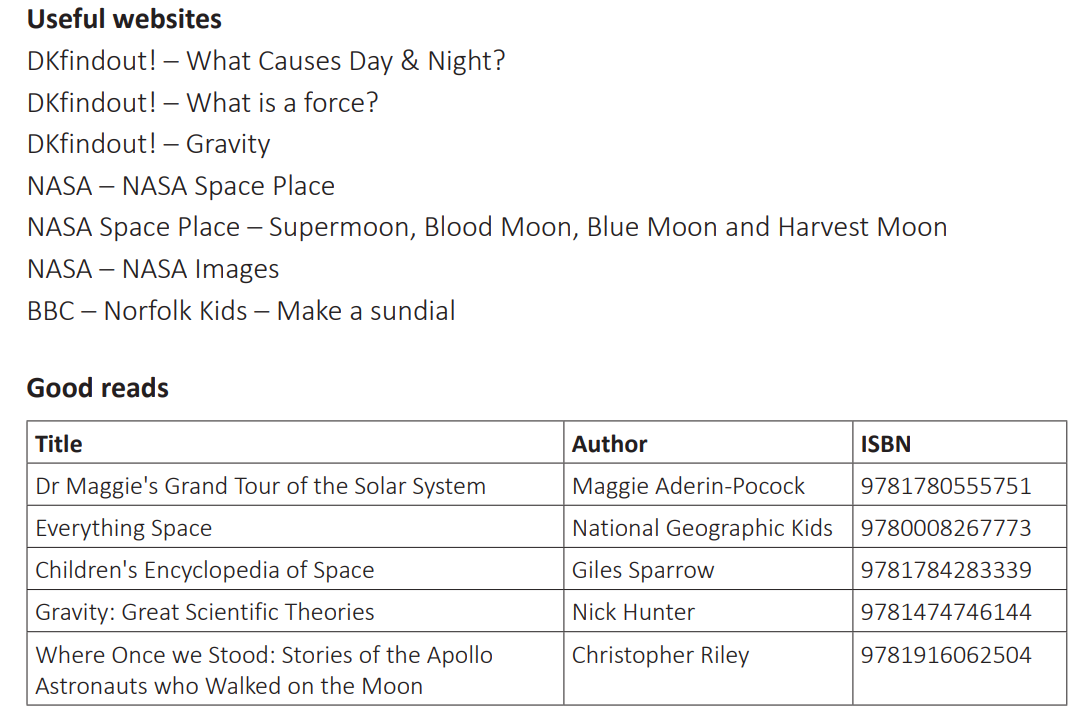 Useful websites
DKfindout! – What Causes Day & Night?
DKfindout! – What is a force?
DKfindout! – Gravity
NASA – NASA Space Place
NASA Space Place – Supermoon, Blood Moon, Blue Moon and Harvest Moon
NASA – NASA Images
BBC – Norfolk Kids – Make a sundial
Good reads
Title Author ISBN
Dr Maggie's Grand Tour of the Solar System Maggie Aderin-Pocock 9781780555751
Everything Space National Geographic Kids 9780008267773
Children's Encyclopedia of Space Giles Sparrow 9781784283339
Gravity: Great Scientific Theories Nick Hunter 9781474746144
Where Once we Stood: Stories of the Apollo Christopher Riley 9781916062504
Astronauts who Walked on the Moon